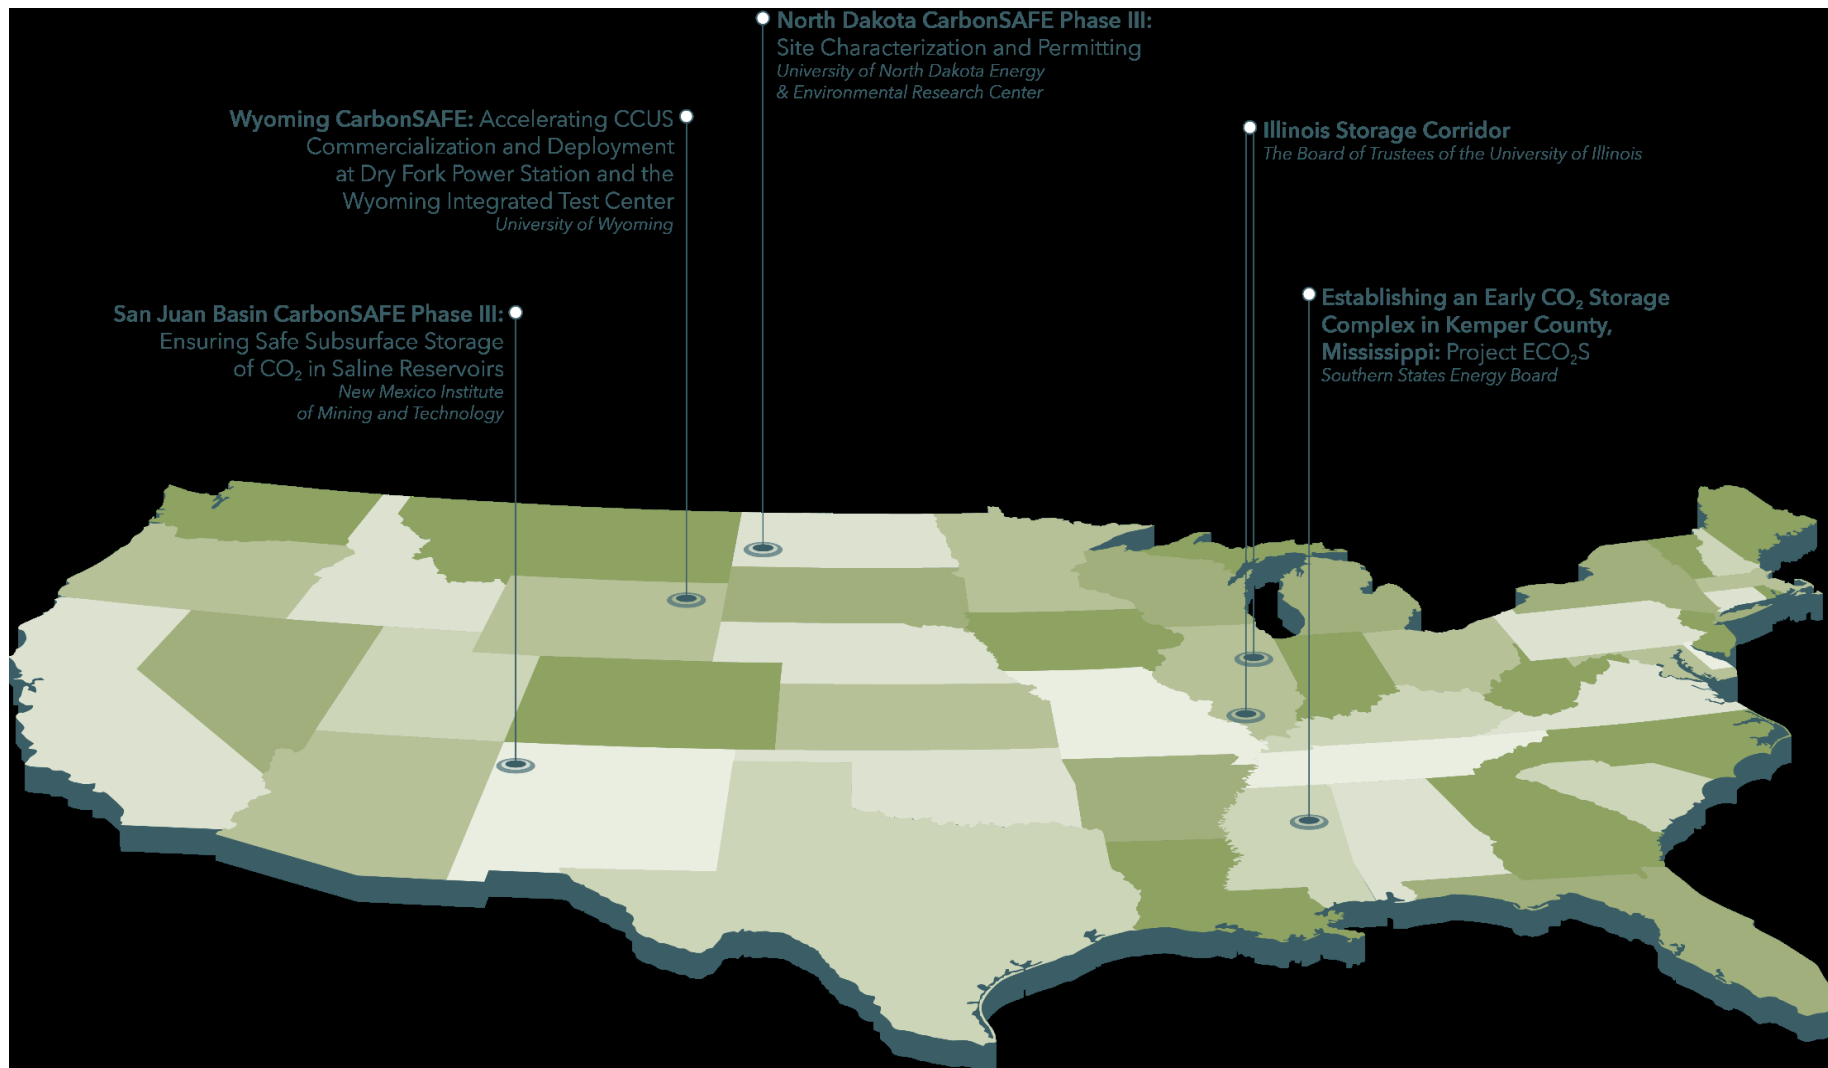 North Dakota CarbonSAFE Phase III:
Site Characterization and Permitting
University of North Dakota Energy
& Environmental Research Center
Wyoming CarbonSAFE: Accelerating CCUS
Commercialization and Deployment
at Dry Fork Power Station and the
Wyoming Integrated Test Center
University of Wyoming
Illinois Storage Corridor
The Board of Trustees of the University of Illinois
San Juan Basin CarbonSAFE Phase III:
Ensuring Safe Subsurface Storage
of CO₂ in Saline Reservoirs
New Mexico Institute
of Mining and Technology
Establishing an Early CO₂ Storage
Complex in Kemper County,
Mississippi: Project ECO₂S
Southern States Energy Board